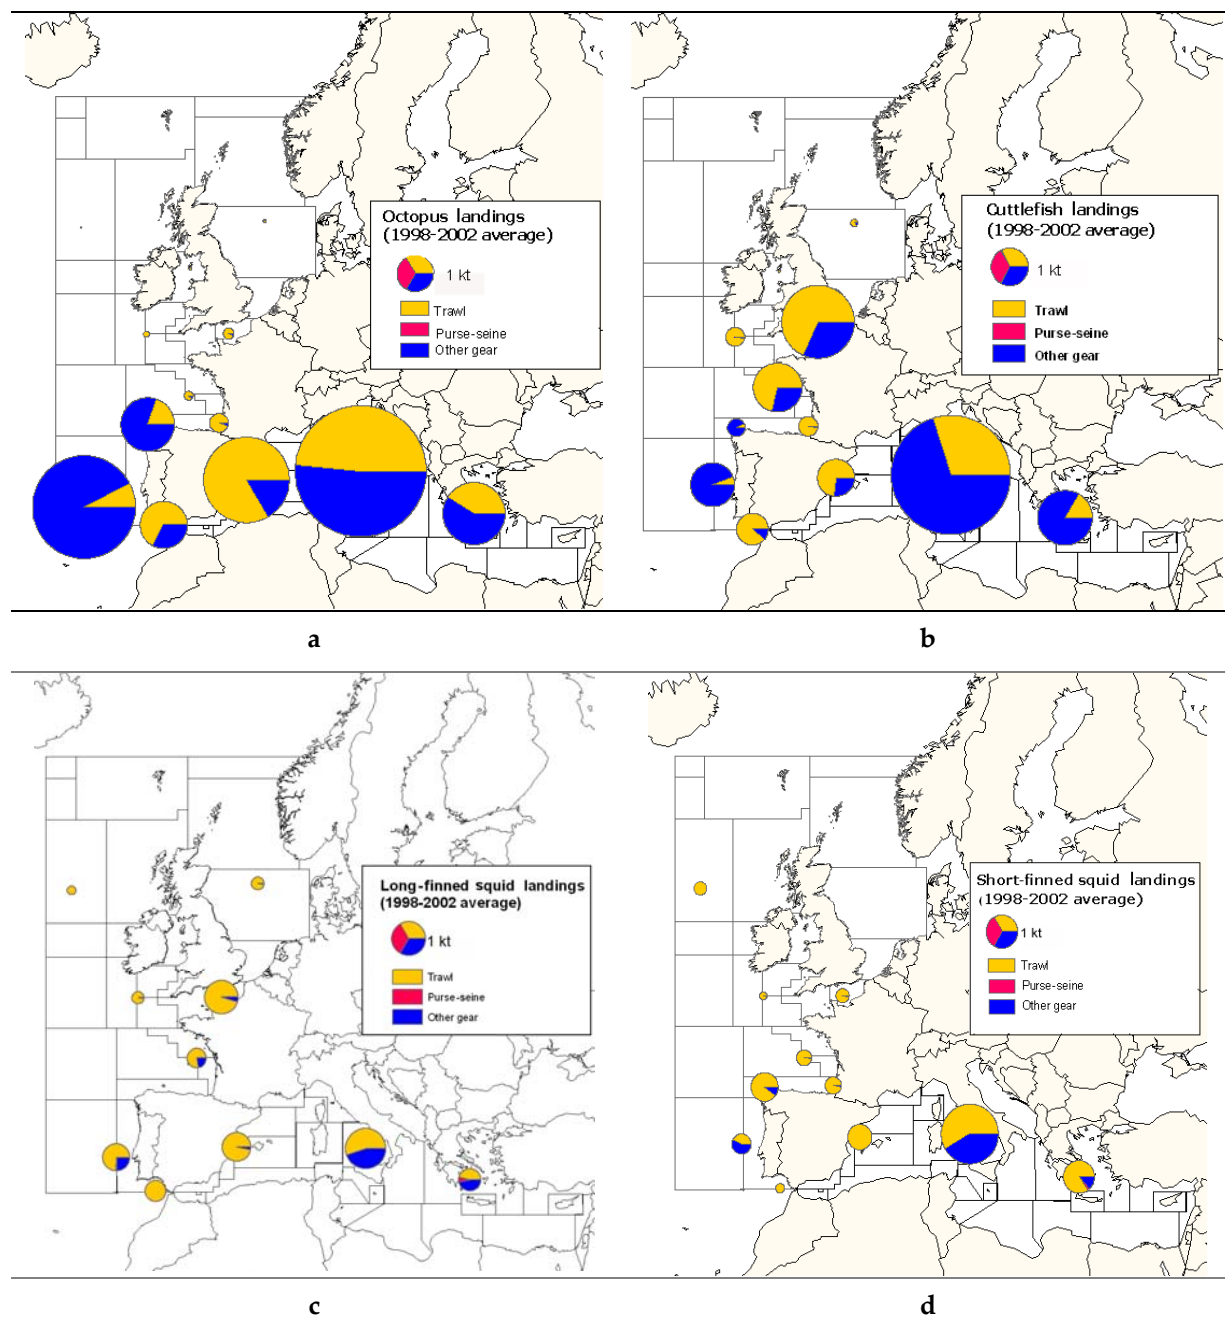 Octopus landings
(1998-2002 average)
1 kt
Trawl
Purse-seine
Other gear
Cuttlefish landings
(1998-2002 average)
1 kt
Trawl
Purse-seine
Other gear
a
b
Long-finned squid landings
(1998-2002 average)
1 kt
Trawl
Purse-seine
Other gear
Short-finned squid landings
(1998-2002 average)
1 kt
Trawl
Purse-seine
Other gear
c
d